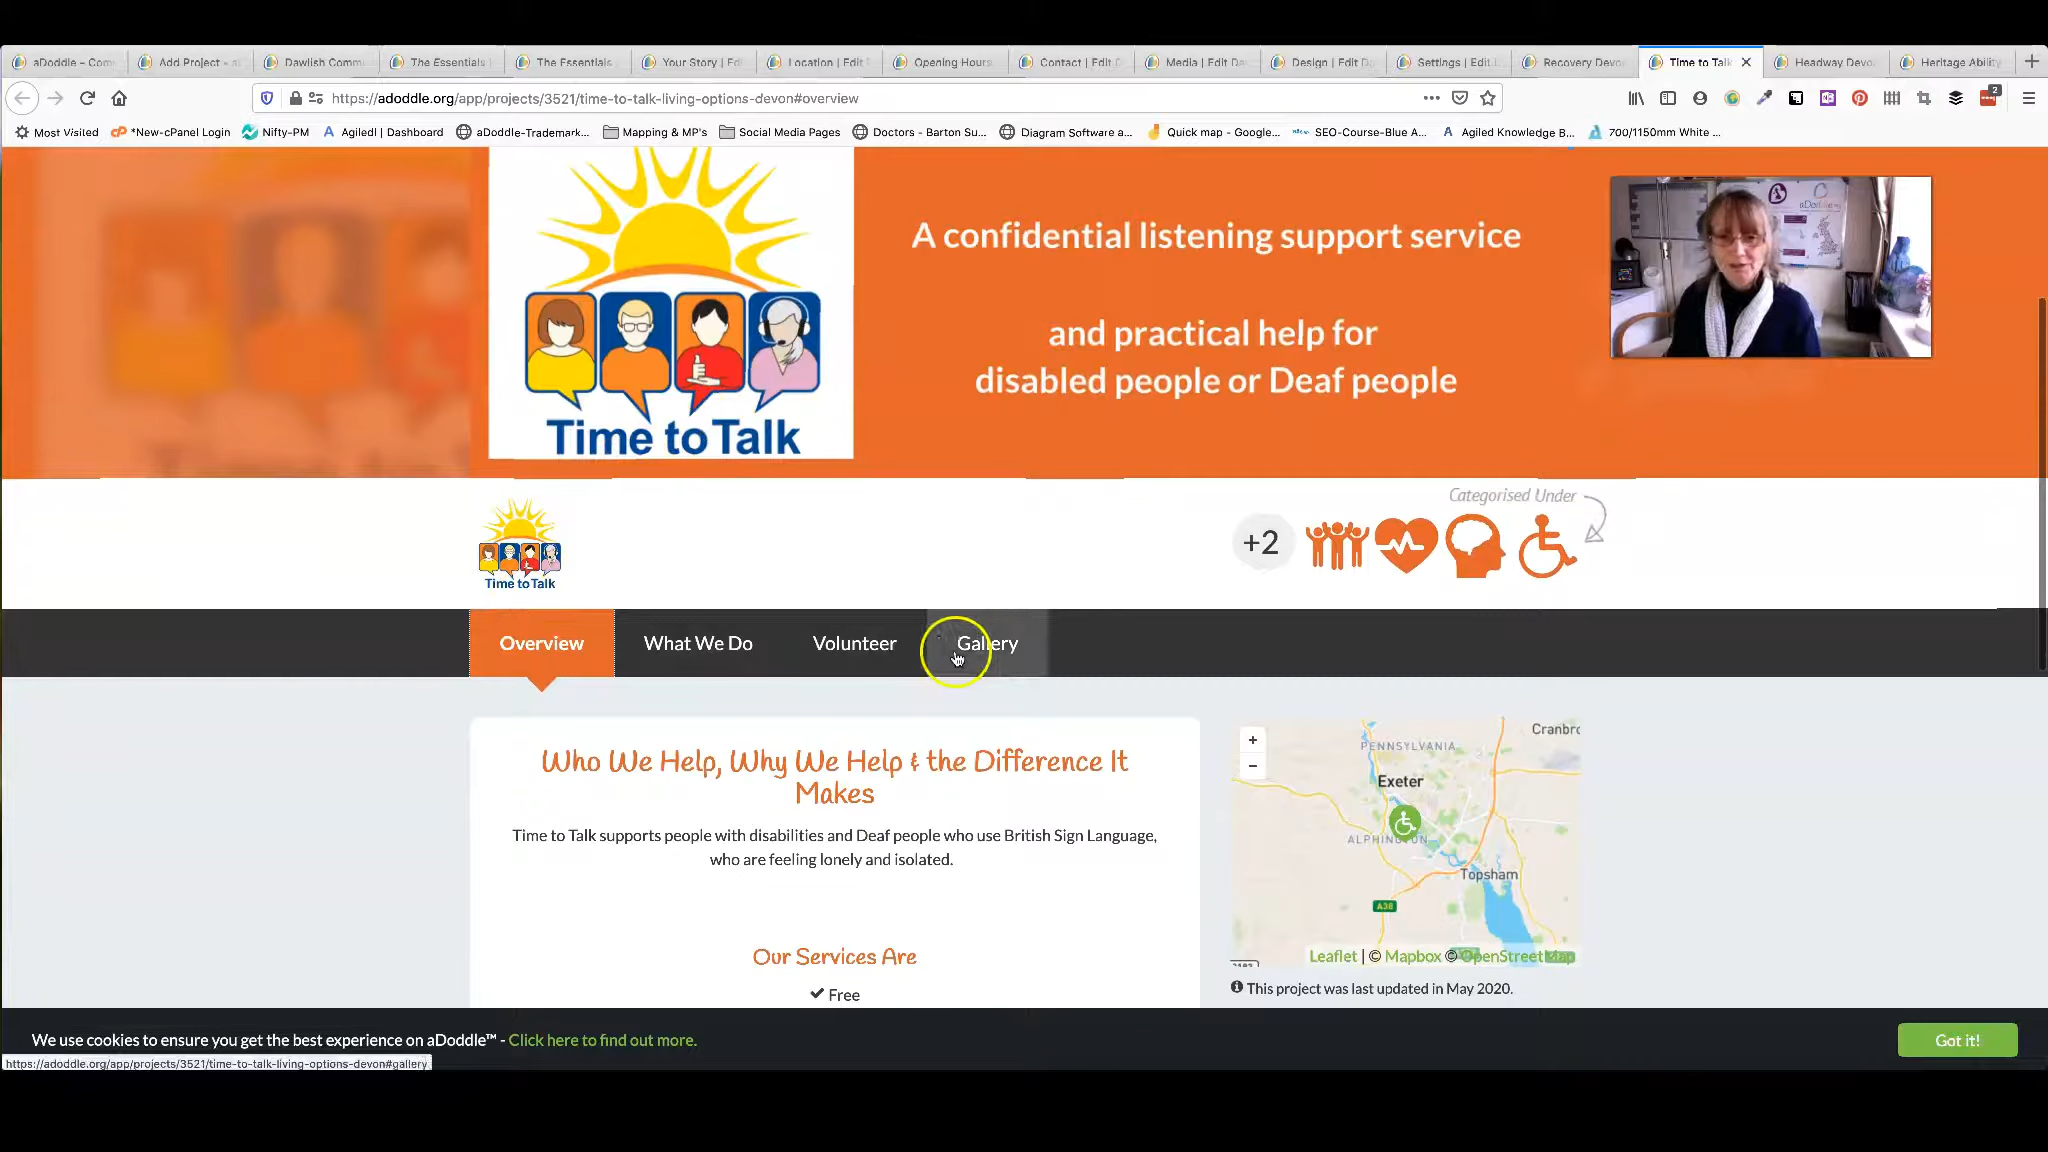 aDoddle – Com
Add Project – a
Dawlish Comm
The Essentials |
The Essentials
Your Story | Ed
Location | Edit
Opening Hours
Contact | Edit D
Media | Edit Da
Design | Edit Do
Settings | Edit
Recovery Devo
Time to Talk
Headway Devo
Heritage Ability
https://adoddle.org/app/projects/3521/time-to-talk-living-options-devon#overview
2
Most Visited
*New-cPanel Login
Nifty-PM
Agiledl | Dashboard
aDoddle-Trademark...
Mapping & MP's
Social Media Pages
Doctors - Barton Su...
Diagram Software a...
Quick map - Google...
SEO-Course-Blue A...
Agiled Knowledge B...
700/1150mm White ...
Time to Talk
A confidential listening support service
and practical help for
disabled people or Deaf people
Time to Talk
Categorised Under
+2
Overview
What We Do
Volunteer
Gallery
Who We Help, Why We Help & the Difference It
Makes
Time to Talk supports people with disabilities and Deaf people who use British Sign Language,
who are feeling lonely and isolated.
Our Services Are
✔ Free
+
−
PENNSYLVANIA
Cranbro
Exeter
ALPHINGTON
Topsham
A38
Leaflet | © Mapbox © OpenStreetMap
This project was last updated in May 2020.
We use cookies to ensure you get the best experience on aDoddle™ - Click here to find out more.
Got it!
https://adoddle.org/app/projects/3521/time-to-talk-living-options-devon#gallery